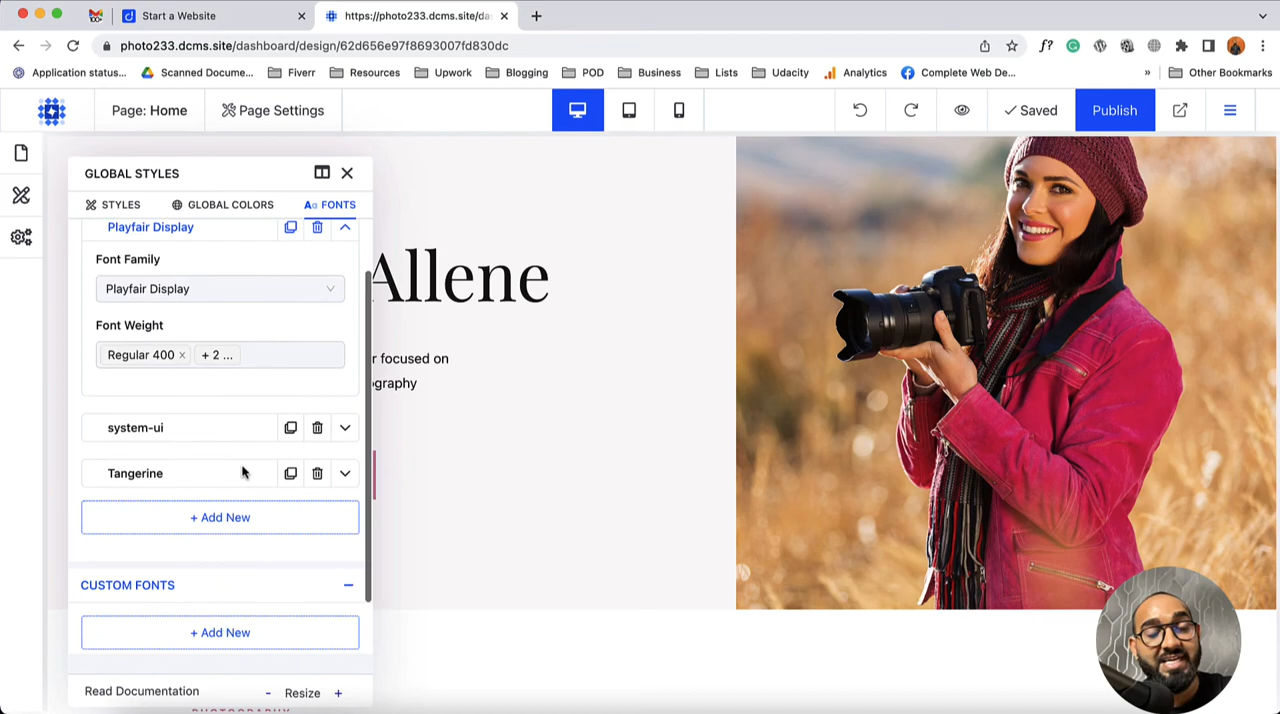 Start a Website
https://photo233.dcms.site/da
photo233.dcms.site/dashboard/design/62d656e97f8693007fd830dc
Application status...
Scanned Docume...
Fiverr
Resources
Upwork
Blogging
POD
Business
Lists
Udacity
Analytics
Complete Web De...
»
Other Bookmarks
Page: Home
Page Settings
Saved
Publish
GLOBAL STYLES
STYLES
GLOBAL COLORS
FONTS
Playfair Display
Font Family
Playfair Display
Font Weight
Regular 400 ×
+ 2 ...
system-ui
Tangerine
+ Add New
CUSTOM FONTS
+ Add New
Read Documentation
- Resize +
Allene
r focused on
ography
PHOTOGRAPHY